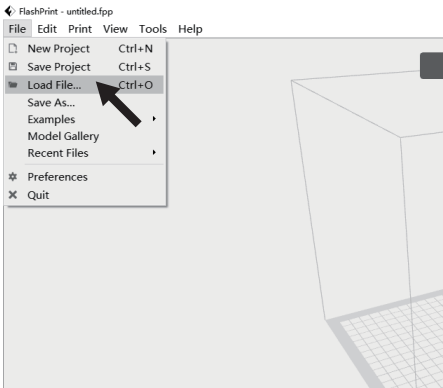 FlashPrint - untitled.fpp
File Edit Print View Tools Help
New Project Ctrl+N
Save Project Ctrl+S
Load File... Ctrl+O
Save As...
Examples
Model Gallery
Recent Files
Preferences
Quit